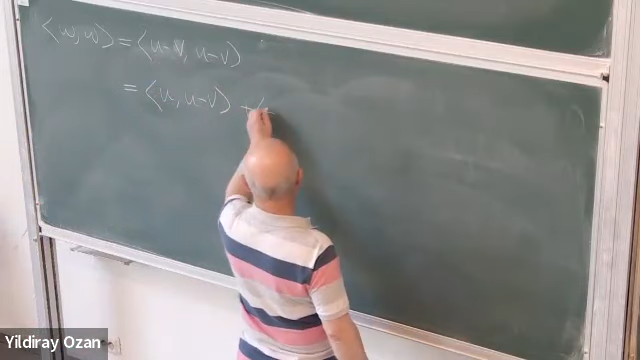 ⟨w, w⟩ = ⟨u-v, u-v⟩
= ⟨u, u-v⟩ +
Yildiray Ozan